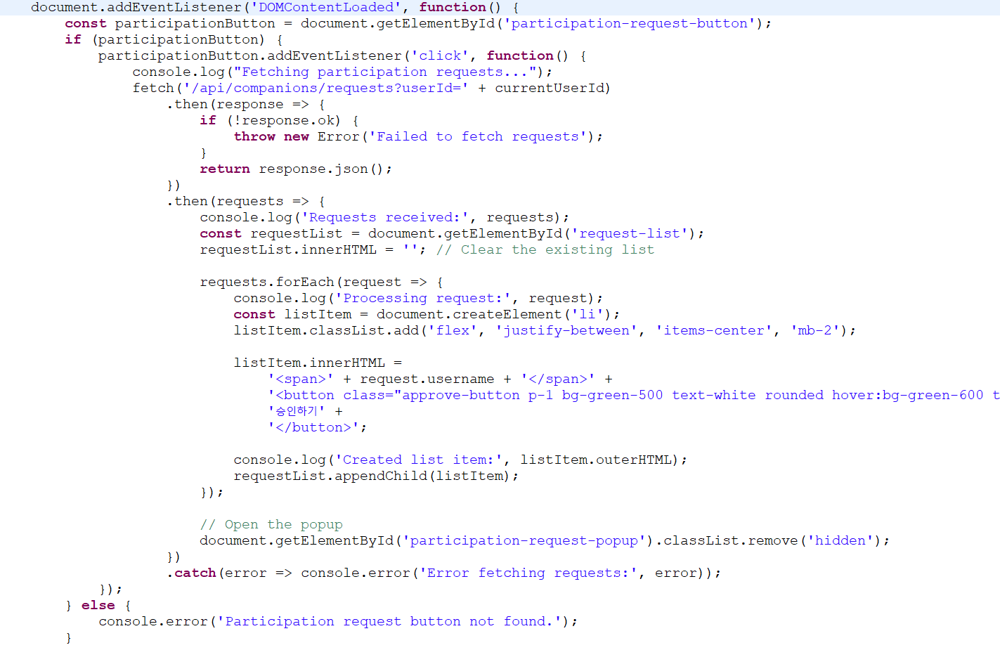 document.addEventListener('DOMContentLoaded', function() {
    const participationButton = document.getElementById('participation-request-button');
    if (participationButton) {
        participationButton.addEventListener('click', function() {
            console.log("Fetching participation requests...");
            fetch('/api/companions/requests?userId=' + currentUserId)
                .then(response => {
                    if (!response.ok) {
                        throw new Error('Failed to fetch requests');
                    }
                    return response.json();
                })
                .then(requests => {
                    console.log('Requests received:', requests);
                    const requestList = document.getElementById('request-list');
                    requestList.innerHTML = ''; // Clear the existing list

                    requests.forEach(request => {
                        console.log('Processing request:', request);
                        const listItem = document.createElement('li');
                        listItem.classList.add('flex', 'justify-between', 'items-center', 'mb-2');

                        listItem.innerHTML =
                            '<span>' + request.username + '</span>' +
                            '<button class="approve-button p-1 bg-green-500 text-white rounded hover:bg-green-600 t
                            '승인하기' +
                            '</button>';

                        console.log('Created list item:', listItem.outerHTML);
                        requestList.appendChild(listItem);
                    });

                    // Open the popup
                    document.getElementById('participation-request-popup').classList.remove('hidden');
                })
                .catch(error => console.error('Error fetching requests:', error));
        });
    } else {
        console.error('Participation request button not found.');
    }